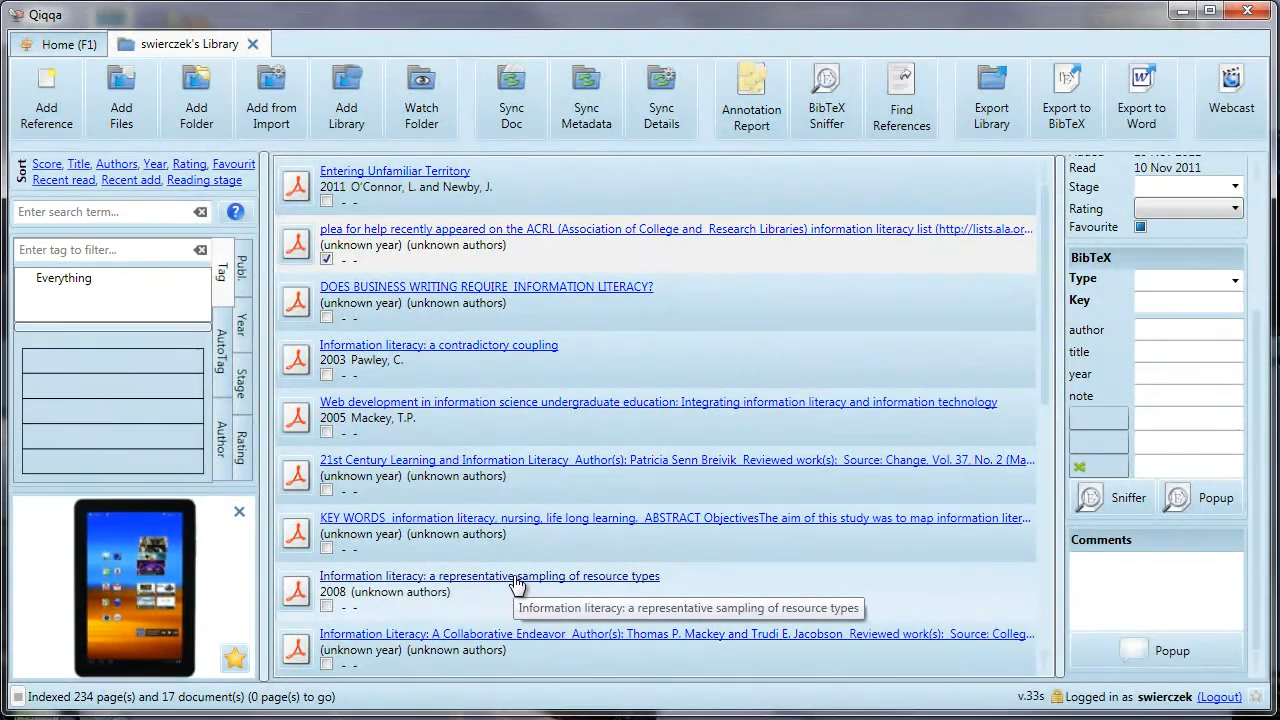 Qiqqa
Home (F1)
swierczek's Library
Add Reference
Add Files
Add Folder
Add from Import
Add Library
Watch Folder
Sync Doc
Sync Metadata
Sync Details
Annotation Report
BibTeX Sniffer
Find References
Export Library
Export to BibTeX
Export to Word
Webcast
Sort
Score, Title, Authors, Year, Rating, Favourit
Recent read, Recent add, Reading stage
Enter search term...
Enter tag to filter...
Everything
Tag
AutoTag
Author
Publ.
Year
Stage
Rating
Entering Unfamiliar Territory
2011 O'Connor, L. and Newby, J.
- -
plea for help recently appeared on the ACRL (Association of College and Research Libraries) information literacy list (http://lists.ala.or...
(unknown year) (unknown authors)
- -
DOES BUSINESS WRITING REQUIRE INFORMATION LITERACY?
(unknown year) (unknown authors)
- -
Information literacy: a contradictory coupling
2003 Pawley, C.
- -
Web development in information science undergraduate education: Integrating information literacy and information technology
2005 Mackey, T.P.
- -
21st Century Learning and Information Literacy Author(s): Patricia Senn Breivik Reviewed work(s): Source: Change, Vol. 37, No. 2 (Ma...
(unknown year) (unknown authors)
- -
KEY WORDS information literacy, nursing, life long learning. ABSTRACT ObjectivesThe aim of this study was to map information liter...
(unknown year) (unknown authors)
- -
Information literacy: a representative sampling of resource types
2008 (unknown authors)
- -
Information literacy: a representative sampling of resource types
Information Literacy: A Collaborative Endeavor Author(s): Thomas P. Mackey and Trudi E. Jacobson Reviewed work(s): Source: Colleg...
(unknown year) (unknown authors)
- -
Read 10 Nov 2011
Stage
Rating
Favourite
BibTeX
Type
Key
author
title
year
note
Sniffer
Popup
Comments
Popup
Indexed 234 page(s) and 17 document(s) (0 page(s) to go)
v.33s
Logged in as swierczek (Logout)